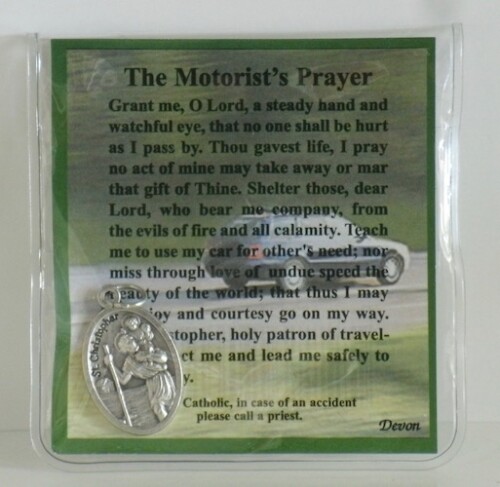 The Motorist's Prayer
Grant me, O Lord, a steady hand and
watchful eye, that no one shall be hurt
as I pass by. Thou gavest life, I pray
no act of mine may take away or mar
that gift of Thine. Shelter those, dear
Lord, who bear me company, from
the evils of fire and all calamity. Teach
me to use my car for other's need; nor
miss through love of undue speed the
beauty of the world; that thus I may
joy and courtesy go on my way.
stopher, holy patron of travel-
ct me and lead me safely to
y.
Catholic, in case of an accident
please call a priest.
Devon
St. Christopher